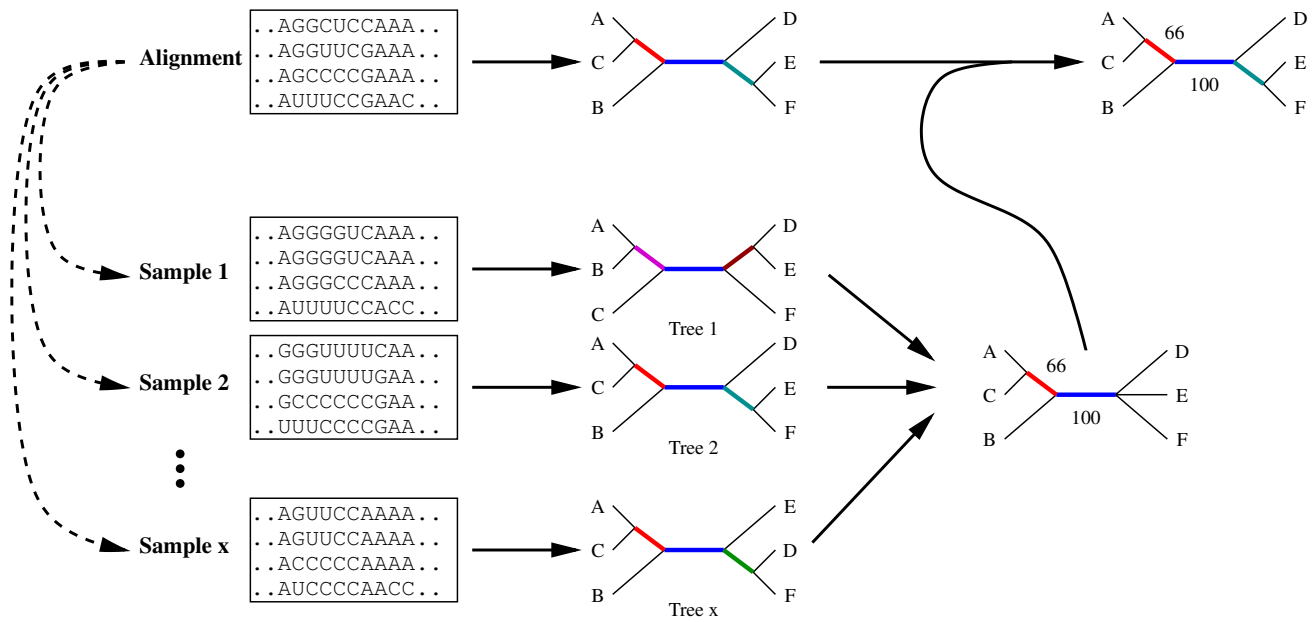 Alignment
..AGGCUCCAAA..
..AGGUUCGAAA..
..AGCCCCGAAA..
..AUUUCCGAAC..
A
C
B
D
E
F
A
C
B
66
100
D
E
F
Sample 1
..AGGGGUCAAA..
..AGGGGUCAAA..
..AGGGCCCAAA..
..AUUUUCCACC..
A
B
C
D
E
F
Tree 1
Sample 2
..GGGUUUUCAA..
..GGGUUUUGAA..
..GCCCCCCGAA..
..UUUCCCCGAA..
A
C
B
D
E
F
Tree 2
A
C
B
66
100
D
E
F
Sample x
..AGUUCCAAAA..
..AGUUCCAAAA..
..ACCCCCAAAA..
..AUCCCCAACC..
A
C
B
E
D
F
Tree x